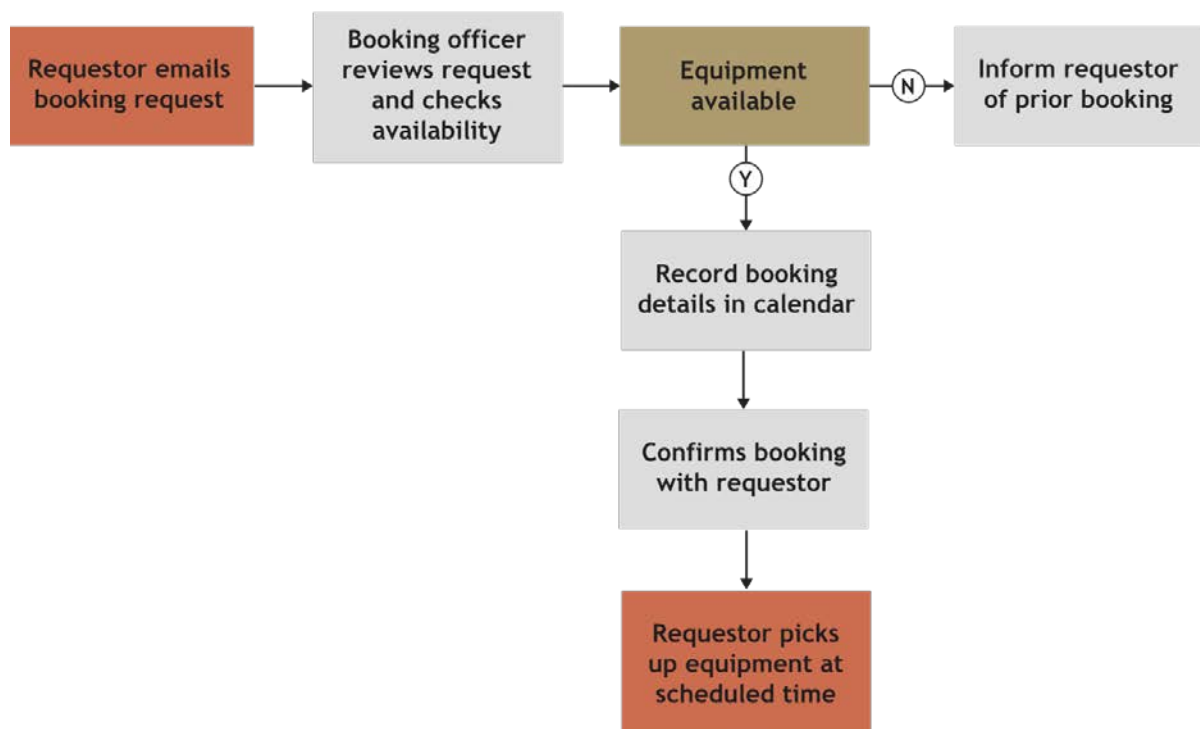 Requestor emails
booking request
Booking officer
reviews request
and checks
availability
Equipment
available
N
Inform requestor
of prior booking
Y
Record booking
details in calendar
Confirms booking
with requestor
Requestor picks
up equipment at
scheduled time